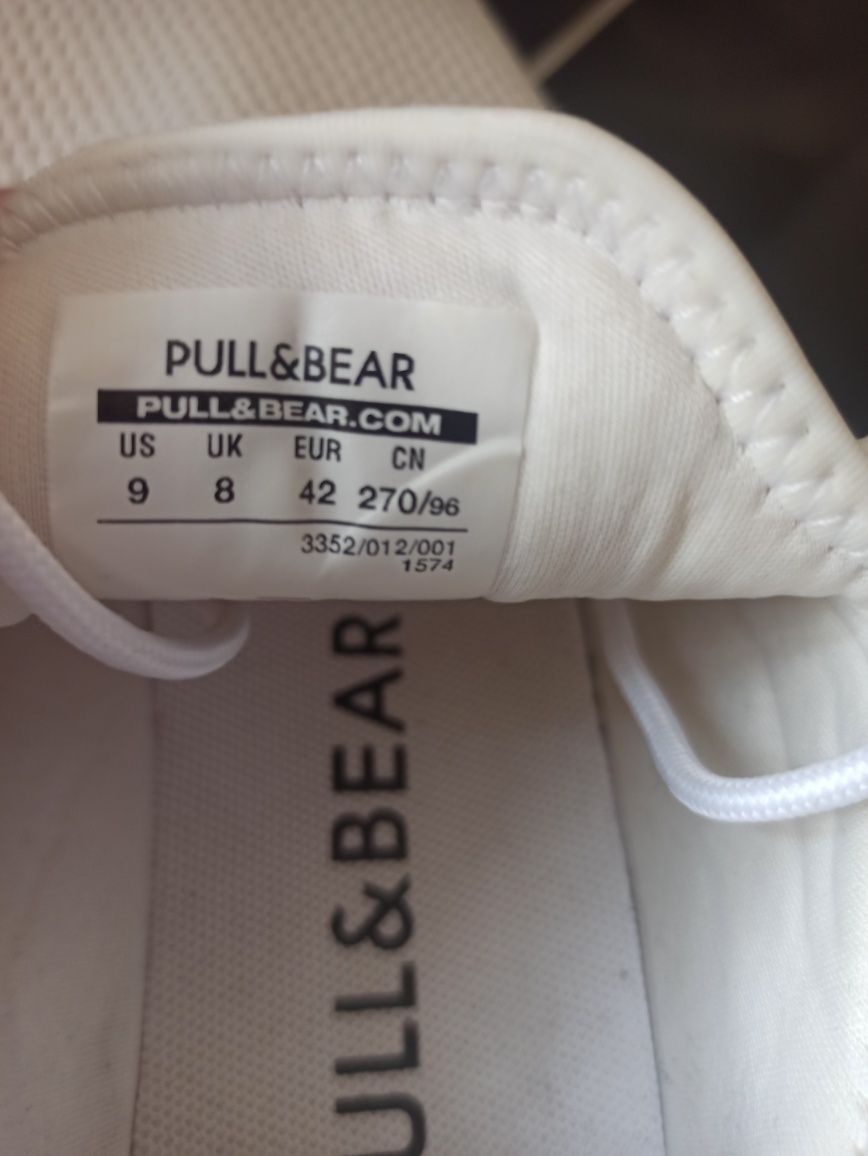 PULL&BEAR
PULL&BEAR.COM
US UK EUR CN
9 8 42 270/96
3352/012/001
1574
ULL&BEAR